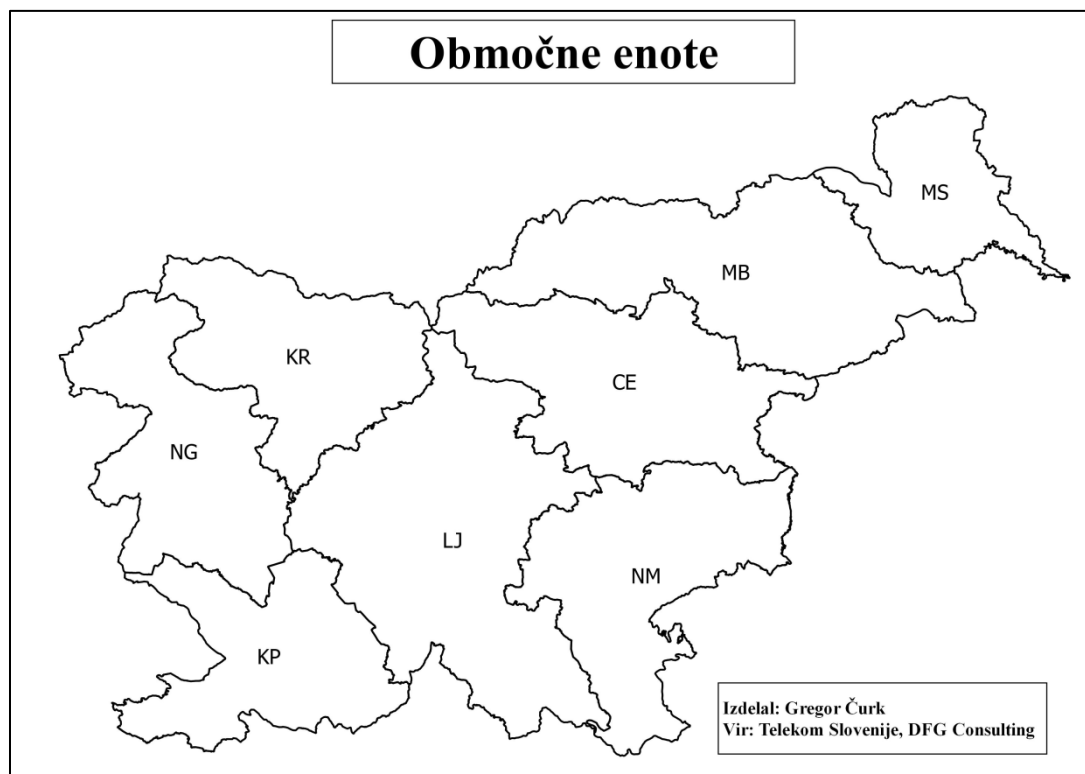 Območne enote
MS
MB
KR
CE
NG
LJ
NM
KP
Izdelal: Gregor Čurk
Vir: Telekom Slovenije, DFG Consulting